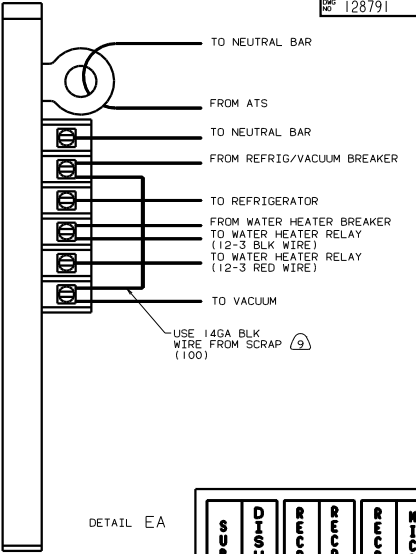 DWG
NO 128791
TO NEUTRAL BAR
FROM ATS
TO NEUTRAL BAR
FROM REFRIG/VACUUM BREAKER
TO REFRIGERATOR
FROM WATER HEATER BREAKER
TO WATER HEATER RELAY
(12-3 BLK WIRE)
TO WATER HEATER RELAY
(12-3 RED WIRE)
TO VACUUM
USE 14GA BLK
WIRE FROM SCRAP 9
(100)
DETAIL EA